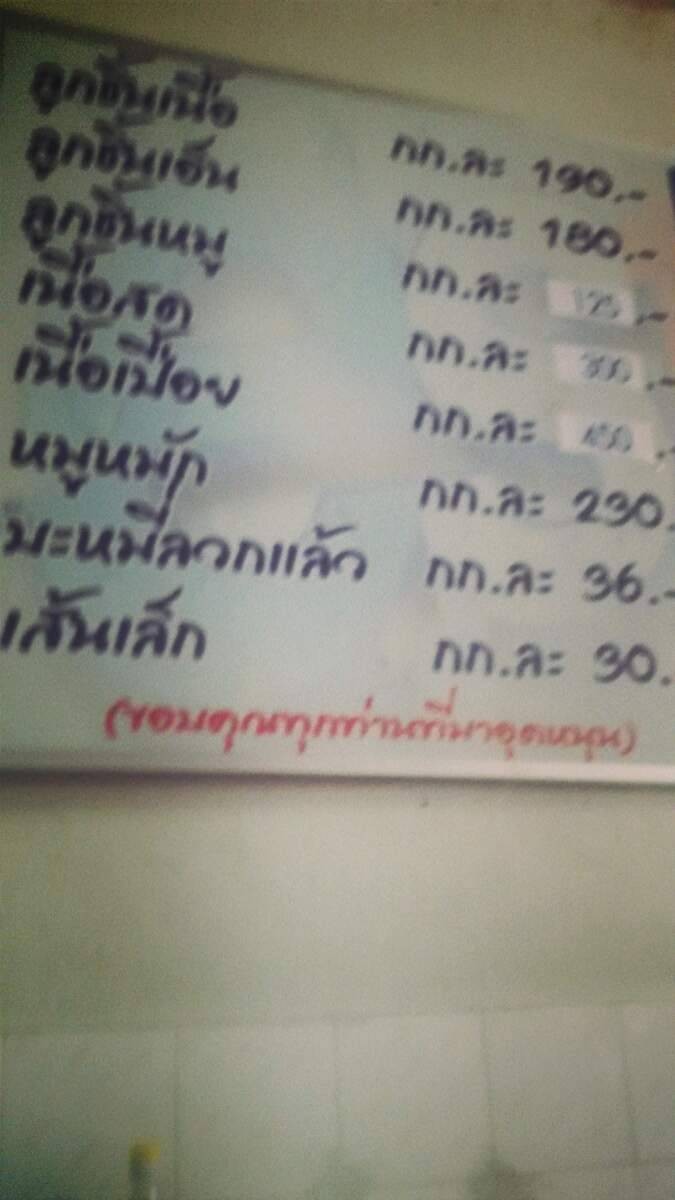 ลูกชิ้นเนื้อ กก.ละ 190.-
ลูกชิ้นเอ็น กก.ละ 180.-
ลูกชิ้นหมู กก.ละ 125.-
เนื้อสด กก.ละ 300.-
เนื้อเปื่อย กก.ละ 450.-
หมูหมัก กก.ละ 230.
บะหมี่ลวกแล้ว กก.ละ 36.-
เส้นเล็ก กก.ละ 30.
(ขอบคุณทุกท่านที่มาอุดหนุน)